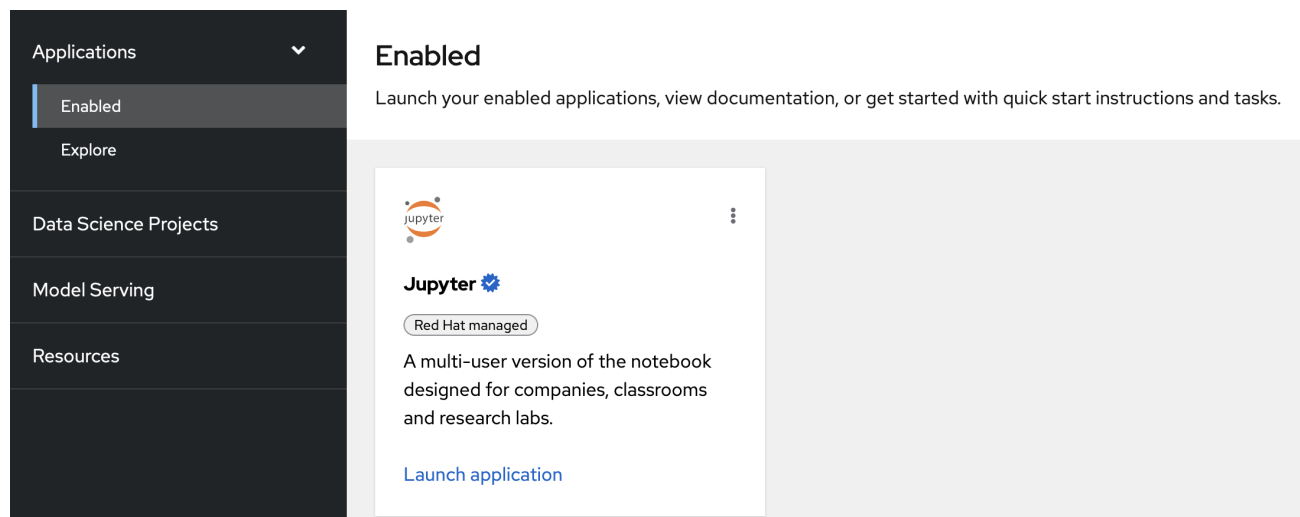 Applications
Enabled
Explore
Data Science Projects
Model Serving
Resources
Enabled
Launch your enabled applications, view documentation, or get started with quick start instructions and tasks.
jupyter
Jupyter
Red Hat managed
A multi-user version of the notebook
designed for companies, classrooms
and research labs.
Launch application